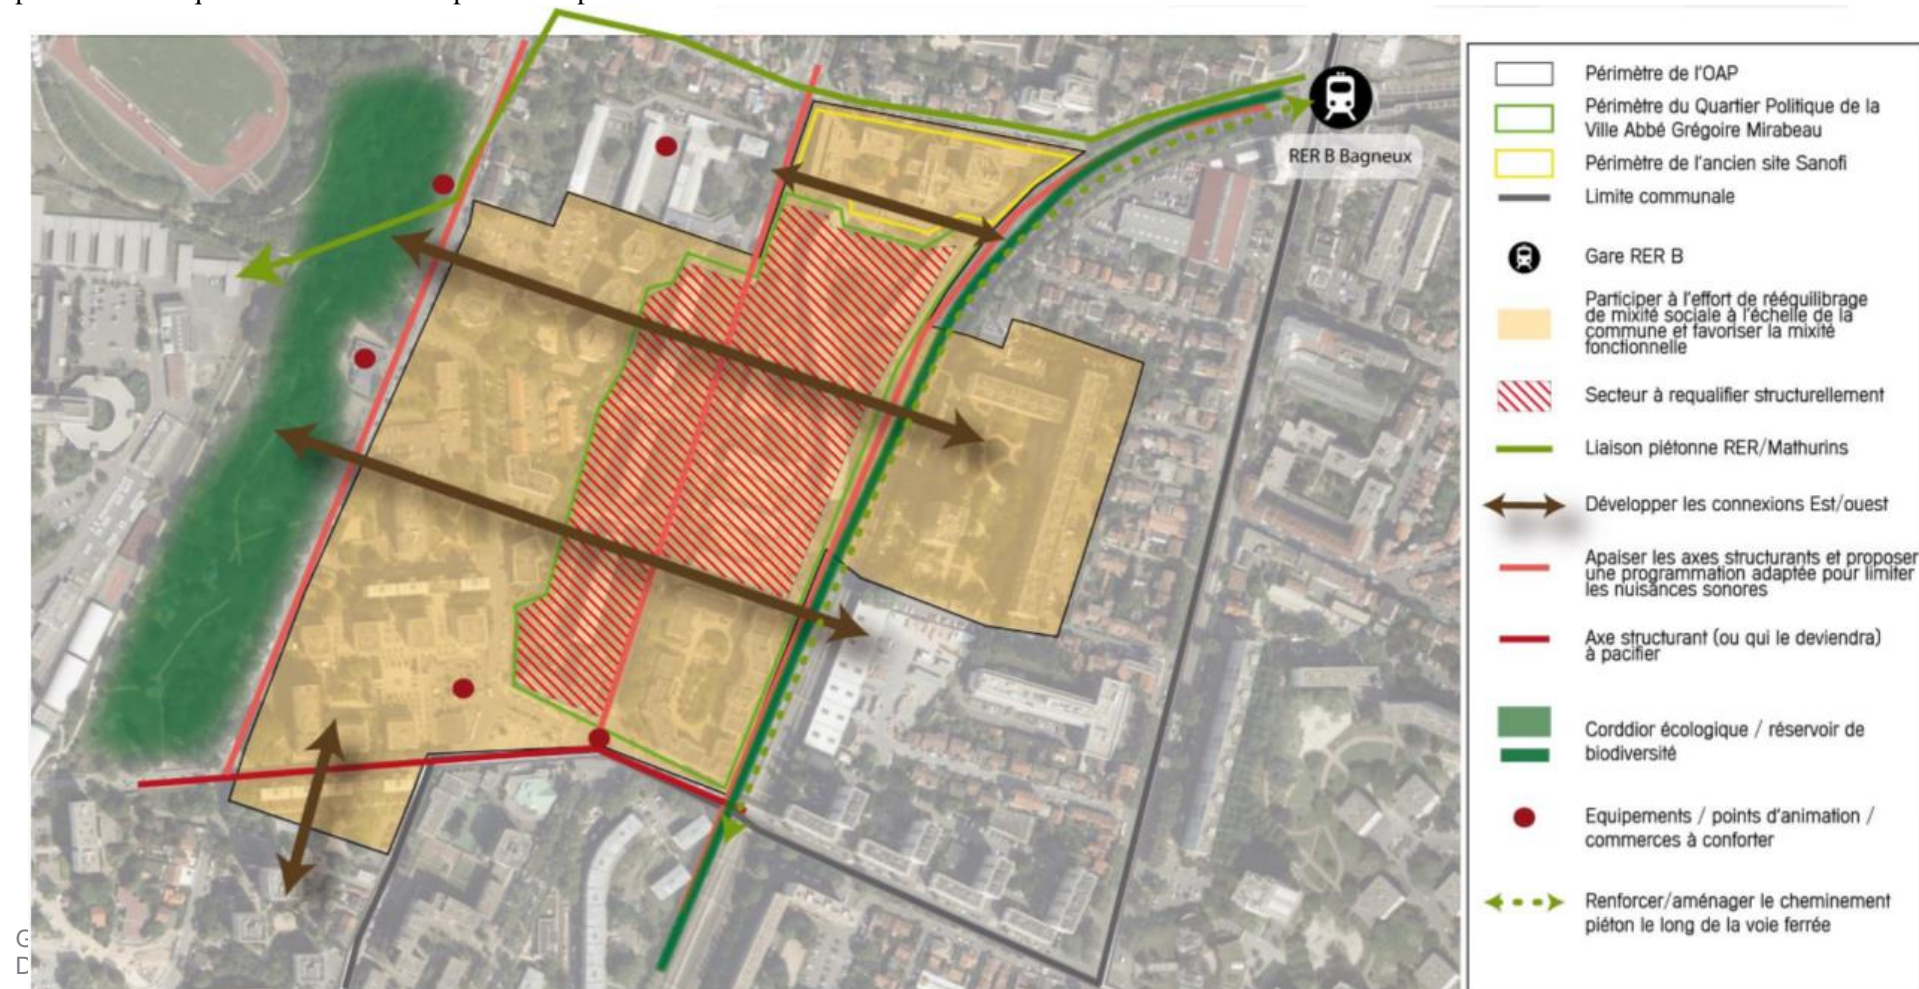 RER B Bagneux
Périmètre de l'OAP
Périmètre du Quartier Politique de la
Ville Abbé Grégoire Mirabeau
Périmètre de l'ancien site Sanofi
Limite communale
Gare RER B
Participer à l'effort de rééquilibrage
de mixité sociale à l'échelle de la
commune et favoriser la mixité
fonctionnelle
Secteur à requalifier structurellement
Liaison piétonne RER/Mathurins
Développer les connexions Est/ouest
Apaiser les axes structurants et proposer
une programmation adaptée pour limiter
les nuisances sonores
Axe structurant (ou qui le deviendra)
à pacifier
Corddior écologique / réservoir de
biodiversité
Equipements / points d'animation /
commerces à conforter
Renforcer/aménager le cheminement
piéton le long de la voie ferrée